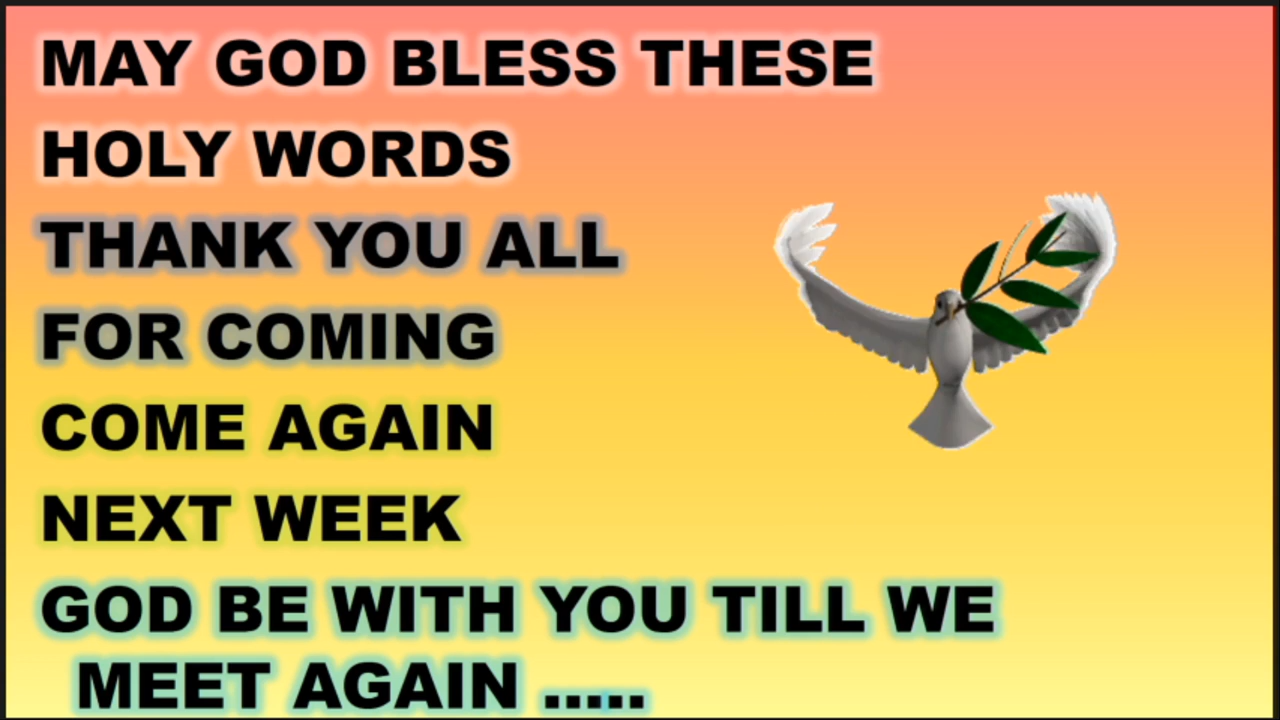 MAY GOD BLESS THESE
HOLY WORDS
THANK YOU ALL
FOR COMING
COME AGAIN
NEXT WEEK
GOD BE WITH YOU TILL WE
MEET AGAIN .....